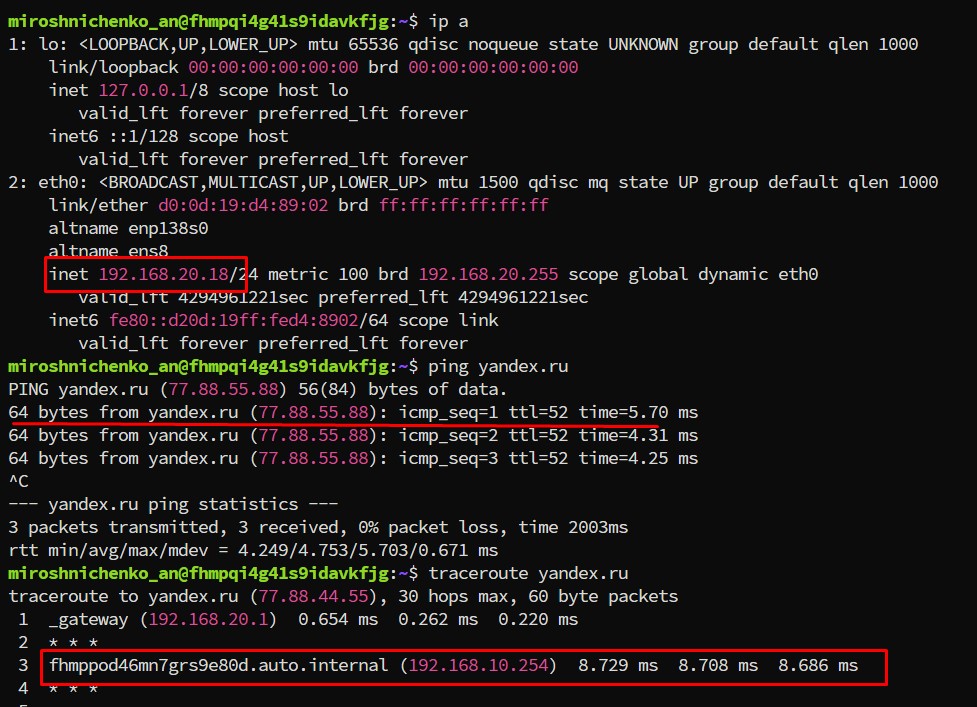 miroshnichenko_an@fhmpqi4g41s9idavkfjg:~$ ip a
1: lo: <LOOPBACK,UP,LOWER_UP> mtu 65536 qdisc noqueue state UNKNOWN group default qlen 1000
    link/loopback 00:00:00:00:00:00 brd 00:00:00:00:00:00
    inet 127.0.0.1/8 scope host lo
       valid_lft forever preferred_lft forever
    inet6 ::1/128 scope host
       valid_lft forever preferred_lft forever
2: eth0: <BROADCAST,MULTICAST,UP,LOWER_UP> mtu 1500 qdisc mq state UP group default qlen 1000
    link/ether d0:0d:19:d4:89:02 brd ff:ff:ff:ff:ff:ff
    altname enp138s0
    altname ens8
    inet 192.168.20.18/24 metric 100 brd 192.168.20.255 scope global dynamic eth0
       valid_lft 4294961221sec preferred_lft 4294961221sec
    inet6 fe80::d20d:19ff:fed4:8902/64 scope link
       valid_lft forever preferred_lft forever
miroshnichenko_an@fhmpqi4g41s9idavkfjg:~$ ping yandex.ru
PING yandex.ru (77.88.55.88) 56(84) bytes of data.
64 bytes from yandex.ru (77.88.55.88): icmp_seq=1 ttl=52 time=5.70 ms
64 bytes from yandex.ru (77.88.55.88): icmp_seq=2 ttl=52 time=4.31 ms
64 bytes from yandex.ru (77.88.55.88): icmp_seq=3 ttl=52 time=4.25 ms
^C
--- yandex.ru ping statistics ---
3 packets transmitted, 3 received, 0% packet loss, time 2003ms
rtt min/avg/max/mdev = 4.249/4.753/5.703/0.671 ms
miroshnichenko_an@fhmpqi4g41s9idavkfjg:~$ traceroute yandex.ru
traceroute to yandex.ru (77.88.44.55), 30 hops max, 60 byte packets
 1  _gateway (192.168.20.1)  0.654 ms  0.262 ms  0.220 ms
 2  * * *
 3  fhmppod46mn7grs9e80d.auto.internal (192.168.10.254)  8.729 ms  8.708 ms  8.686 ms
 4  * * *